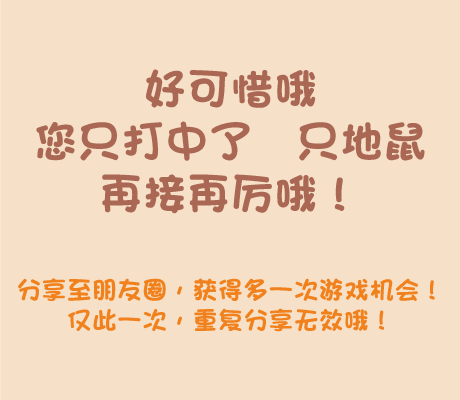 好可惜哦
您只打中了 只地鼠
再接再厉哦！
分享至朋友圈，获得多一次游戏机会！
仅此一次，重复分享无效哦！